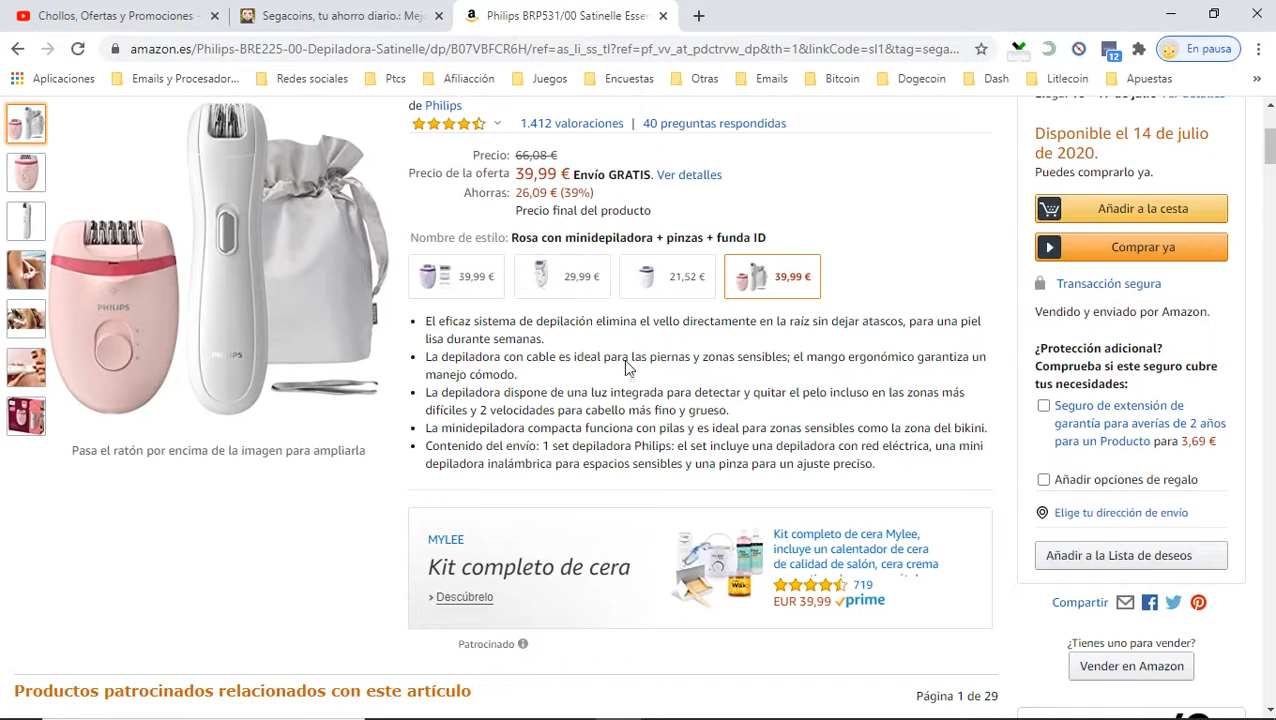 Chollos, Ofertas y Promociones -
Segacoins, tu ahorro diario.: Mej
Philips BRP531/00 Satinelle Esser
amazon.es/Philips-BRE225-00-Depiladora-Satinelle/dp/B07VBFCR6H/ref=as_li_ss_tl?ref=pf_vv_at_pdctrvw_dp&th=1&linkCode=sl1&tag=sega...
12
En pausa
Aplicaciones
Emails y Procesador...
Redes sociales
Ptcs
Afiliacción
Juegos
Encuestas
Otras
Emails
Bitcoin
Dogecoin
Dash
Litlecoin
Apuestas
»
de Philips
1.412 valoraciones | 40 preguntas respondidas
Precio: 66,08 €
Precio de la oferta 39,99 € Envío GRATIS. Ver detalles
Ahorras: 26,09 € (39%)
Precio final del producto
Nombre de estilo: Rosa con minidepiladora + pinzas + funda ID
39,99 €
29,99 €
21,52 €
39,99 €
• El eficaz sistema de depilación elimina el vello directamente en la raíz sin dejar atascos, para una piel
lisa durante semanas.
• La depiladora con cable es ideal para las piernas y zonas sensibles; el mango ergonómico garantiza un
manejo cómodo.
• La depiladora dispone de una luz integrada para detectar y quitar el pelo incluso en las zonas más
difíciles y 2 velocidades para cabello más fino y grueso.
• La minidepiladora compacta funciona con pilas y es ideal para zonas sensibles como la zona del bikini.
• Contenido del envío: 1 set depiladora Philips: el set incluye una depiladora con red eléctrica, una mini
depiladora inalámbrica para espacios sensibles y una pinza para un ajuste preciso.
PHILIPS
PHILIPS
Pasa el ratón por encima de la imagen para ampliarla
MYLEE
Kit completo de cera
› Descúbrelo
Kit completo de cera Mylee,
incluye un calentador de cera
de calidad de salón, cera crema
719
EUR 39,99 prime
Patrocinado
Productos patrocinados relacionados con este artículo
Página 1 de 29
Disponible el 14 de julio
de 2020.
Puedes comprarlo ya.
Añadir a la cesta
Comprar ya
Transacción segura
Vendido y enviado por Amazon.
¿Protección adicional?
Comprueba si este seguro cubre
tus necesidades:
Seguro de extensión de
garantía para averías de 2 años
para un Producto para 3,69 €
Añadir opciones de regalo
Elige tu dirección de envío
Añadir a la Lista de deseos
Compartir
¿Tienes uno para vender?
Vender en Amazon